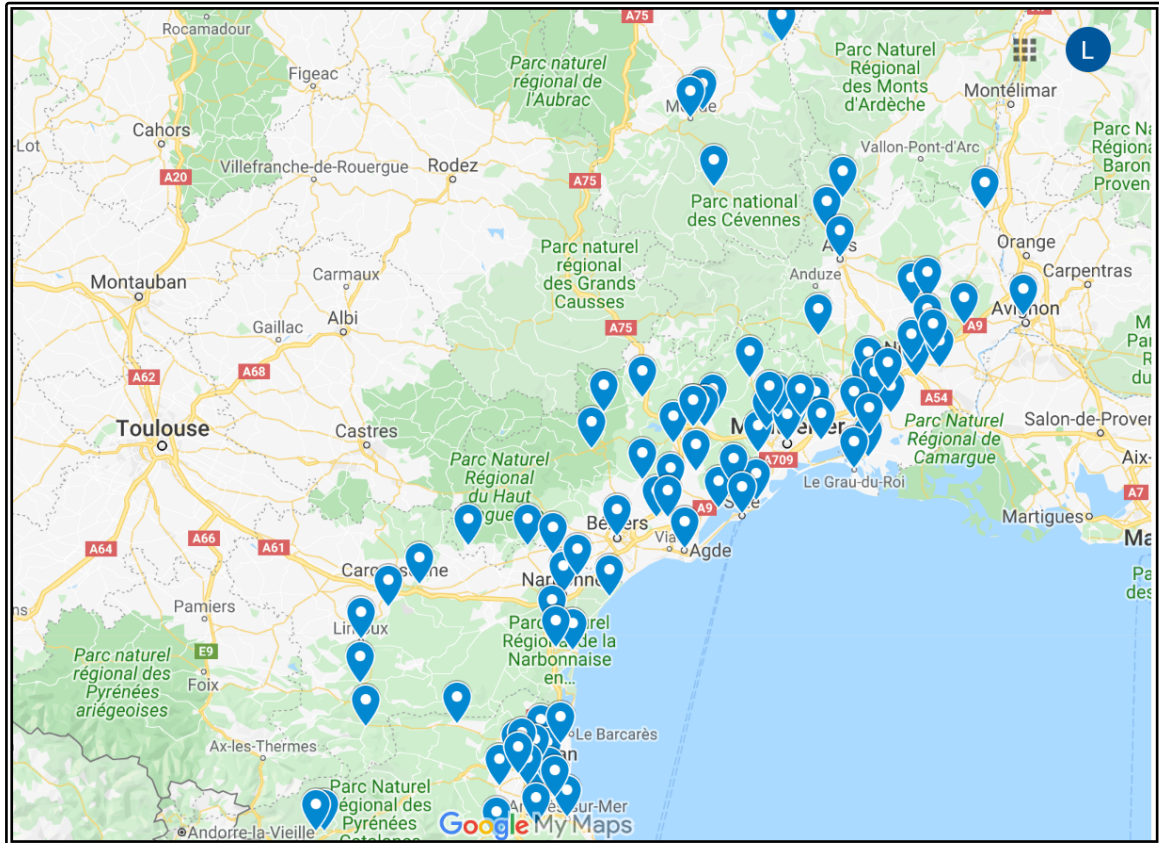 A75
Rocamadour
Parc Naturel
Régional
des Monts
d'Ardèche
L
Parc naturel
régional de
l'Aubrac
Figeac
Montélimar
-Lot
Cahors
Vallon-Pont-d'Arc
Villefranche-de-Rouergue
Rodez
A20
A75
Parc national
des Cévennes
Parc naturel
régional
des Grands
Causses
Orange
Carpentras
Anduze
Montauban
Carmaux
Albi
Gaillac
A75
A9
A62
A68
A54
Toulouse
Castres
Parc Naturel
Régional de
Camargue
Salon-de-Provence
Aix-
A709
Le Grau-du-Roi
Parc Naturel
Régional
du Haut
A7
A9
Martigues
A64
A66
A61
Agde
Pamiers
E9
Foix
Narbonnaise
en...
Parc naturel
régional des
Pyrénées
ariégeoises
Le Barcarès
Ax-les-Thermes
Parc Naturel
Andorre-la-Vieille
Google My Maps